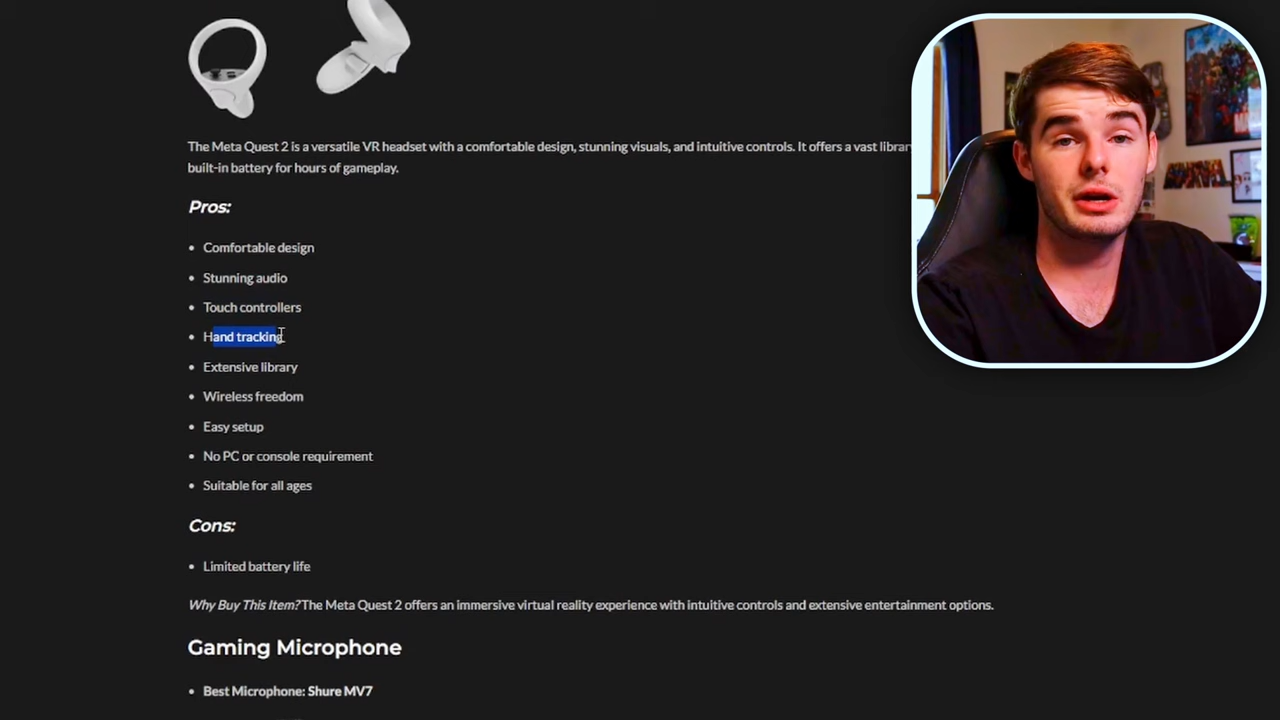 The Meta Quest 2 is a versatile VR headset with a comfortable design, stunning visuals, and intuitive controls. It offers a vast
built-in battery for hours of gameplay.
Pros:
• Comfortable design
• Stunning audio
• Touch controllers
• Hand tracking
• Extensive library
• Wireless freedom
• Easy setup
• No PC or console requirement
• Suitable for all ages
Cons:
• Limited battery life
Why Buy This Item? The Meta Quest 2 offers an immersive virtual reality experience with intuitive controls and extensive entertainment options.
Gaming Microphone
• Best Microphone: Shure MV7